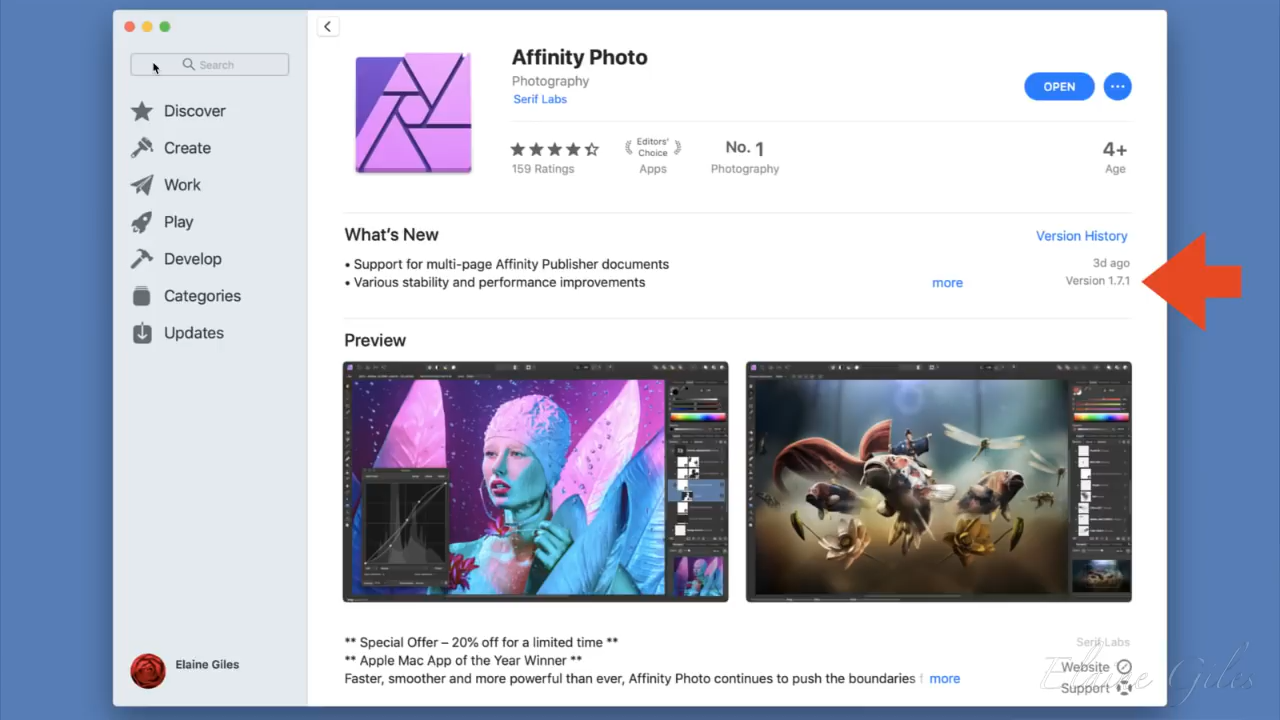 Search
Discover
Create
Work
Play
Develop
Categories
Updates
Elaine Giles
Affinity Photo
Photography
Serif Labs
OPEN
159 Ratings
Editors'
Choice
Apps
No. 1
Photography
4+
Age
What's New
Version History
• Support for multi-page Affinity Publisher documents
3d ago
• Various stability and performance improvements
more
Version 1.7.1
Preview
** Special Offer – 20% off for a limited time **
** Apple Mac App of the Year Winner **
Faster, smoother and more powerful than ever, Affinity Photo continues to push the boundaries
more
Serif Labs
Website
Support
Elaine Giles